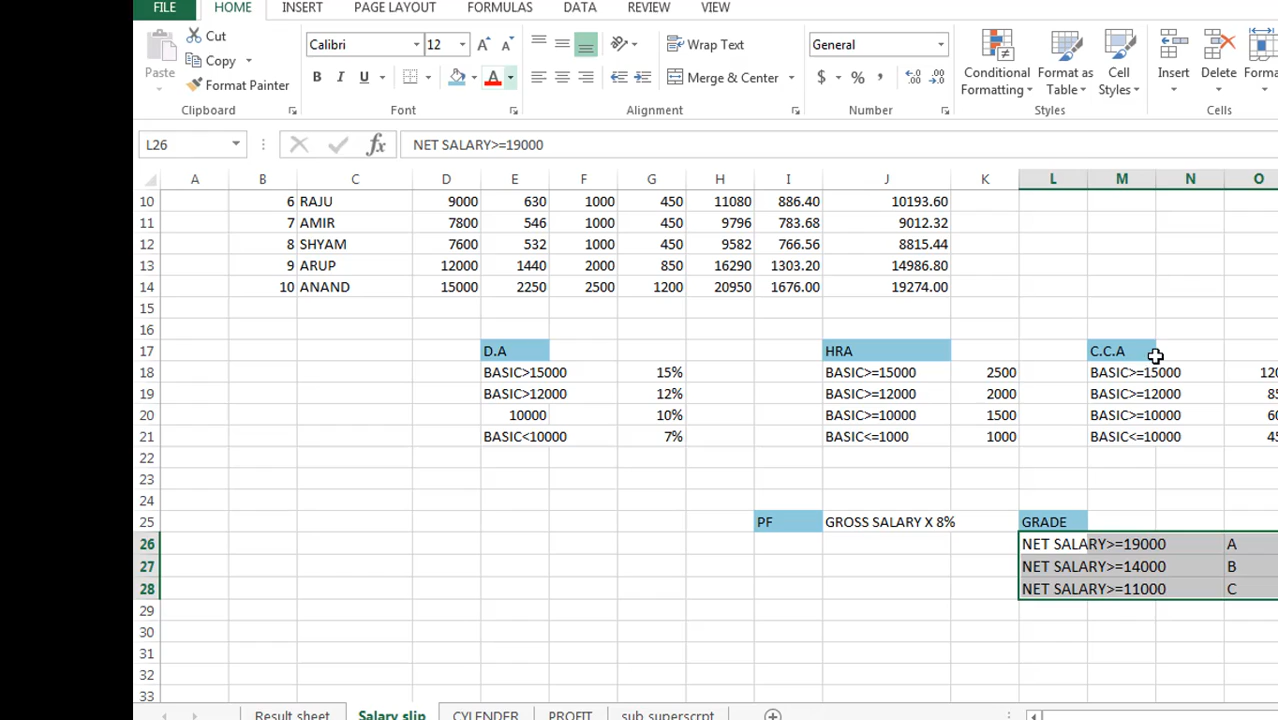 FILE HOME INSERT PAGE LAYOUT FORMULAS DATA REVIEW VIEW
Cut
Copy
Format Painter
Paste
Clipboard
Calibri 12
B I U A
Font
Wrap Text
Merge & Center
Alignment
General
$ % ,
Number
Conditional Formatting
Format as Table
Cell Styles
Styles
Insert Delete Forma
Cells
L26 fx NET SALARY>=19000
A B C D E F G H I J K L M N O
10 6 RAJU 9000 630 1000 450 11080 886.40 10193.60
11 7 AMIR 7800 546 1000 450 9796 783.68 9012.32
12 8 SHYAM 7600 532 1000 450 9582 766.56 8815.44
13 9 ARUP 12000 1440 2000 850 16290 1303.20 14986.80
14 10 ANAND 15000 2250 2500 1200 20950 1676.00 19274.00
15
16
17 D.A HRA C.C.A
18 BASIC>15000 15% BASIC>=15000 2500 BASIC>=15000 120
19 BASIC>12000 12% BASIC>=12000 2000 BASIC>=12000 85
20 10000 10% BASIC>=10000 1500 BASIC>=10000 60
21 BASIC<10000 7% BASIC<=1000 1000 BASIC<=10000 45
22
23
24
25 PF GROSS SALARY X 8% GRADE
26 NET SALARY>=19000 A
27 NET SALARY>=14000 B
28 NET SALARY>=11000 C
29
30
31
32
33
Result sheet Salary slip CYLENDER PROFIT sub superscrpt